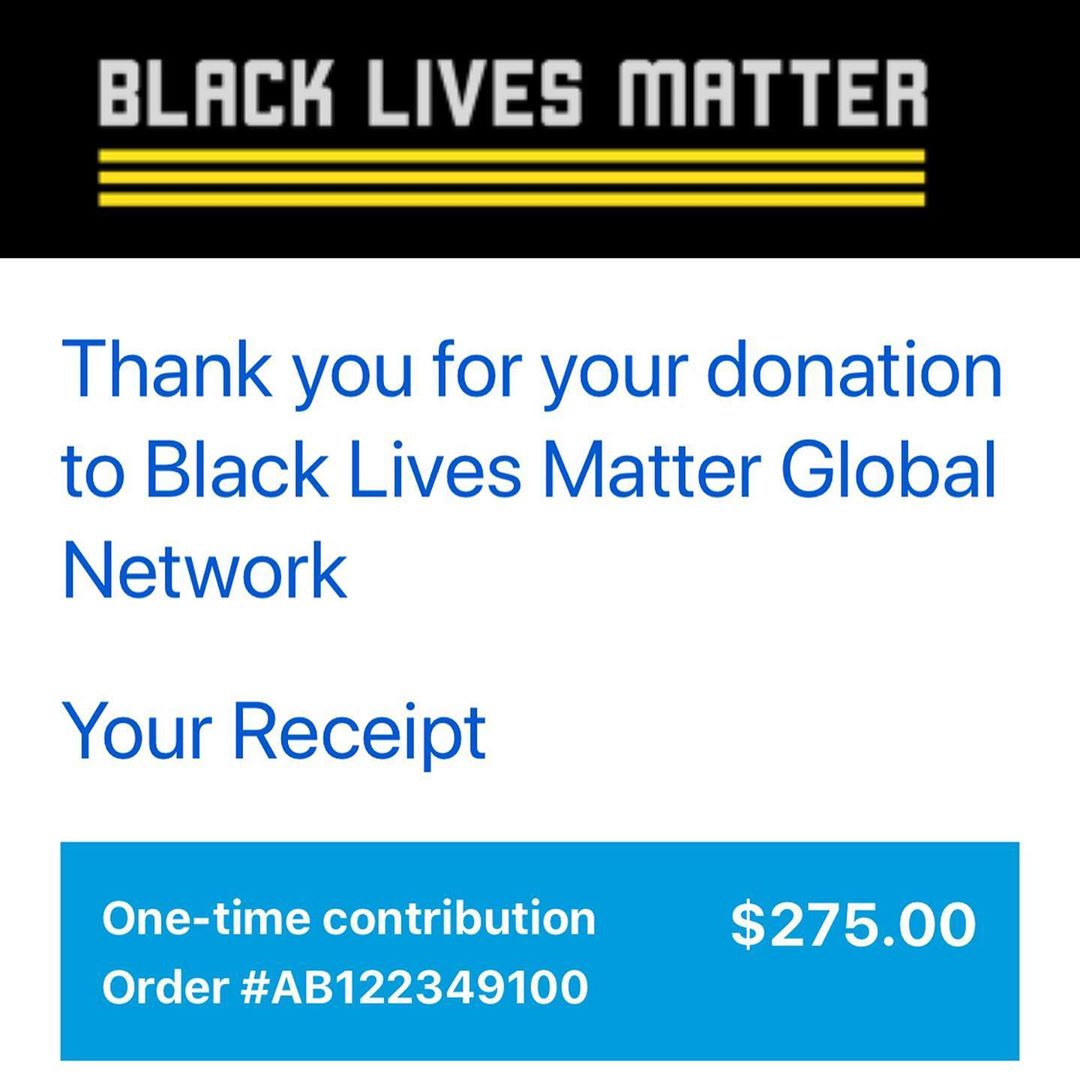 BLACK LIVES MATTER
Thank you for your donation
to Black Lives Matter Global
Network
Your Receipt
One-time contribution
$275.00
Order #AB122349100